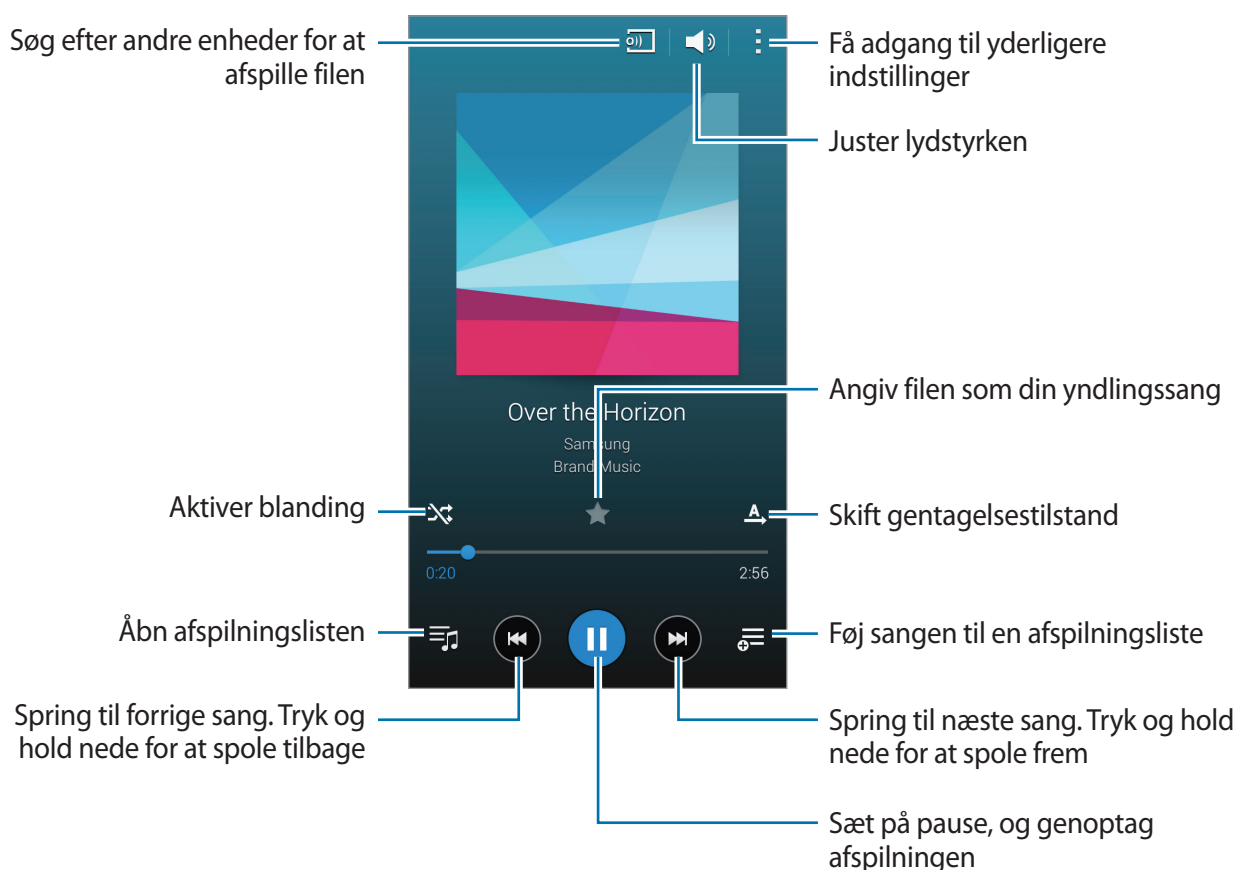 Søg efter andre enheder for at
afspille filen
Få adgang til yderligere
indstillinger
Juster lydstyrken
Angiv filen som din yndlingssang
Over the Horizon
Samsung
Brand Music
Aktiver blanding
Skift gentagelsestilstand
A
0:20
2:56
Åbn afspilningslisten
Føj sangen til en afspilningsliste
Spring til forrige sang. Tryk og
hold nede for at spole tilbage
Spring til næste sang. Tryk og hold
nede for at spole frem
Sæt på pause, og genoptag
afspilningen